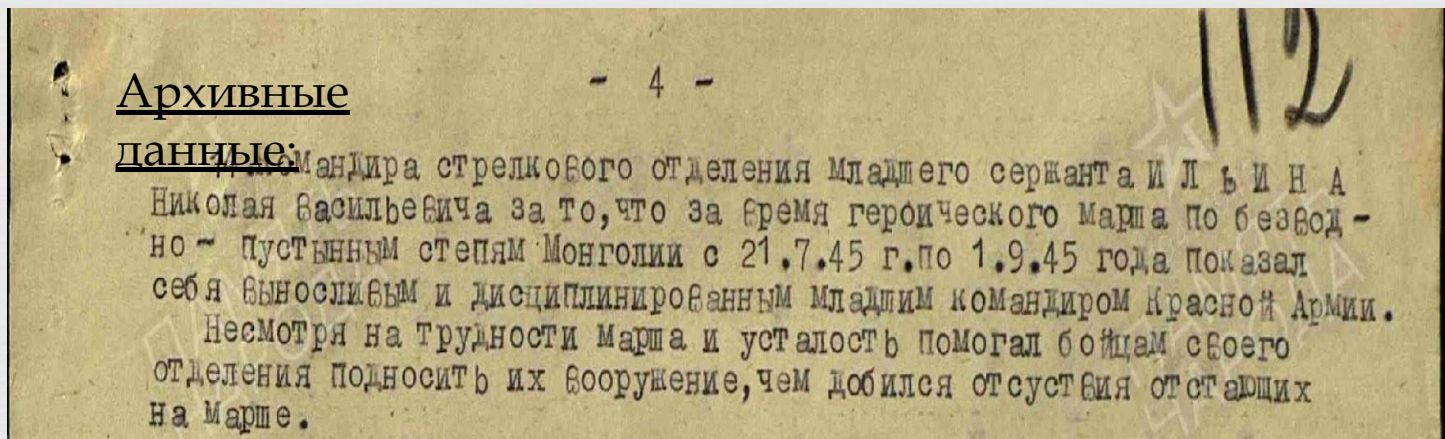 112
- 4 -
Архивные
данные:
командира стрелкового отделения младшего сержанта И Л Ь И Н А
Николая Васильевича за то,что за время героического марша по безвод-
но- пустынным степям Монголии с 21.7.45 г.по 1.9.45 года показал
себя выносливым и дисциплинированным младшим командиром Красной Армии.
Несмотря на трудности марша и усталость помогал бойцам своего
отделения подносить их вооружение,чем добился отсуствия отстающих
на марше.